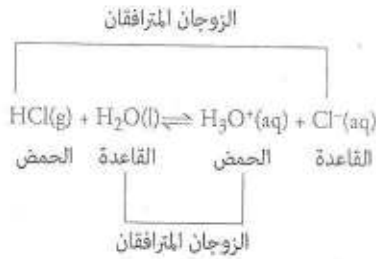 الزوجان المترافقان
HCl(g) + H₂O(l) ⇌ H₃O⁺(aq) + Cl⁻(aq)
الحمض القاعدة الحمض القاعدة
الزوجان المترافقان